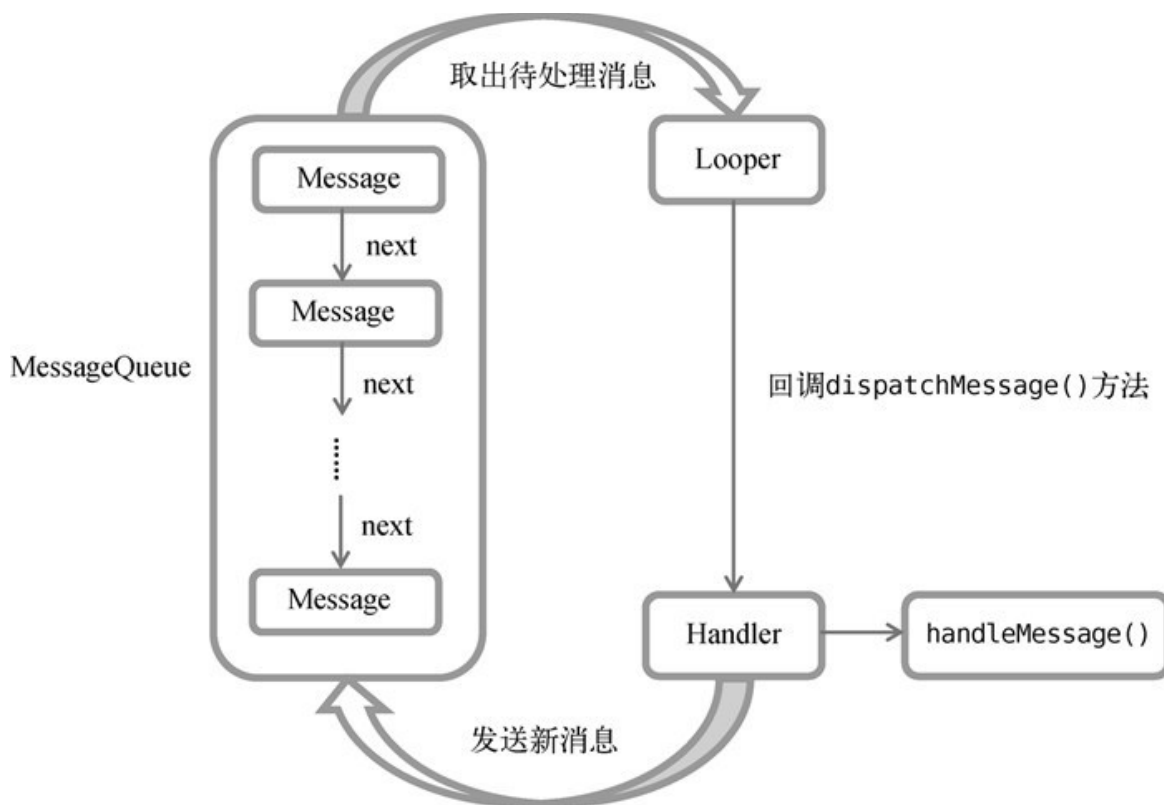 取出待处理消息
Looper
Message
next
Message
MessageQueue
next
回调dispatchMessage()方法
next
Message
Handler
handleMessage()
发送新消息